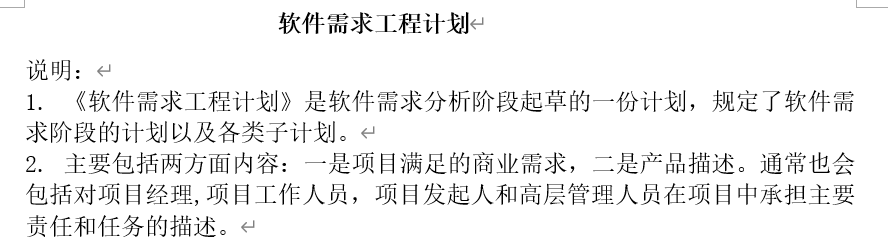 软件需求工程计划
说明：
1. 《软件需求工程计划》是软件需求分析阶段起草的一份计划，规定了软件需
求阶段的计划以及各类子计划。
2. 主要包括两方面内容：一是项目满足的商业需求，二是产品描述。通常也会
包括对项目经理,项目工作人员，项目发起人和高层管理人员在项目中承担主要
责任和任务的描述。